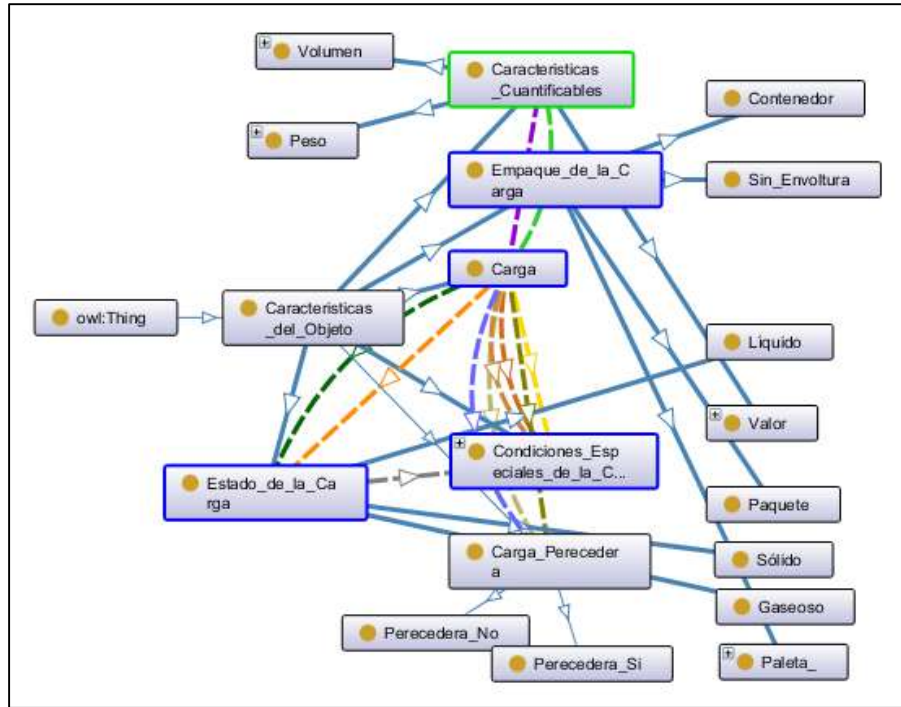 Volumen
Caracteristicas
_Cuantificables
Contenedor
Peso
Empaque_de_la_C
arga
Sin_Envoltura
Carga
owl:Thing
Caracteristicas
_del_Objeto
Líquido
Valor
Condiciones_Esp
eciales_de_la_C...
Estado_de_la_Ca
rga
Paquete
Carga_Pereceder
a
Sólido
Gaseoso
Perecedera_No
Perecedera_Si
Paleta_